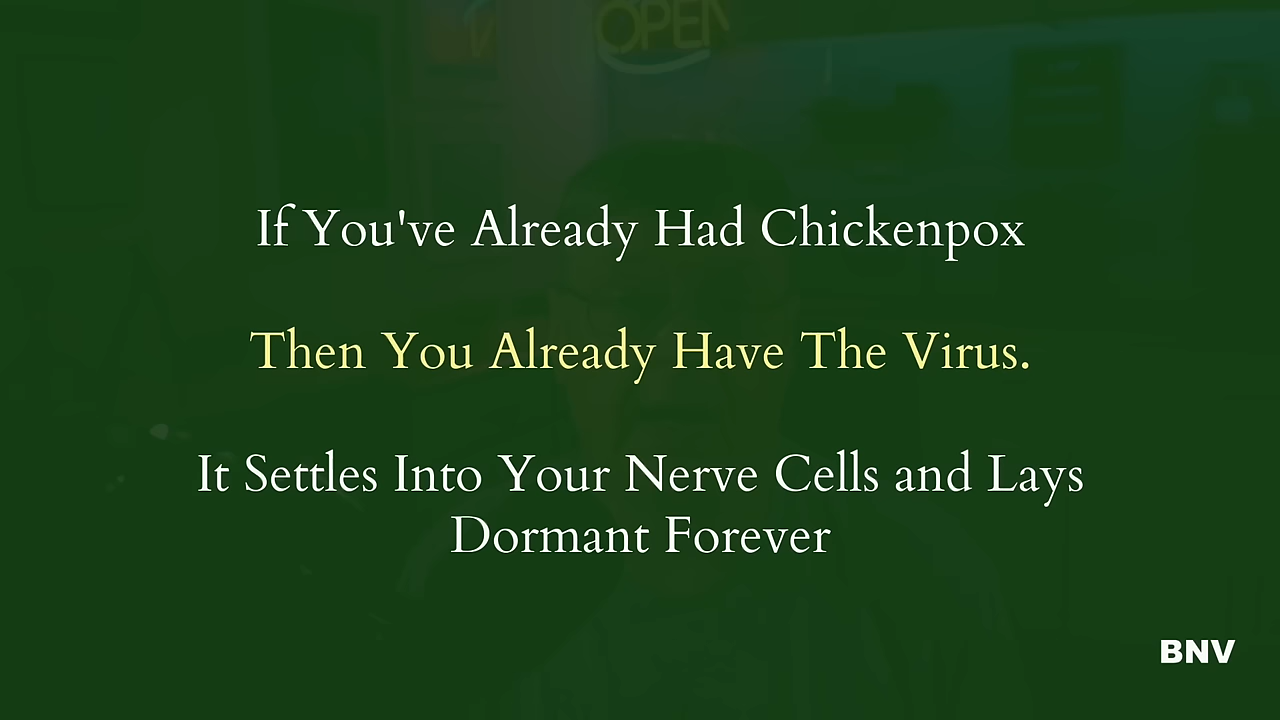 OPEN
If You've Already Had Chickenpox
Then You Already Have The Virus.
It Settles Into Your Nerve Cells and Lays
Dormant Forever
BNV